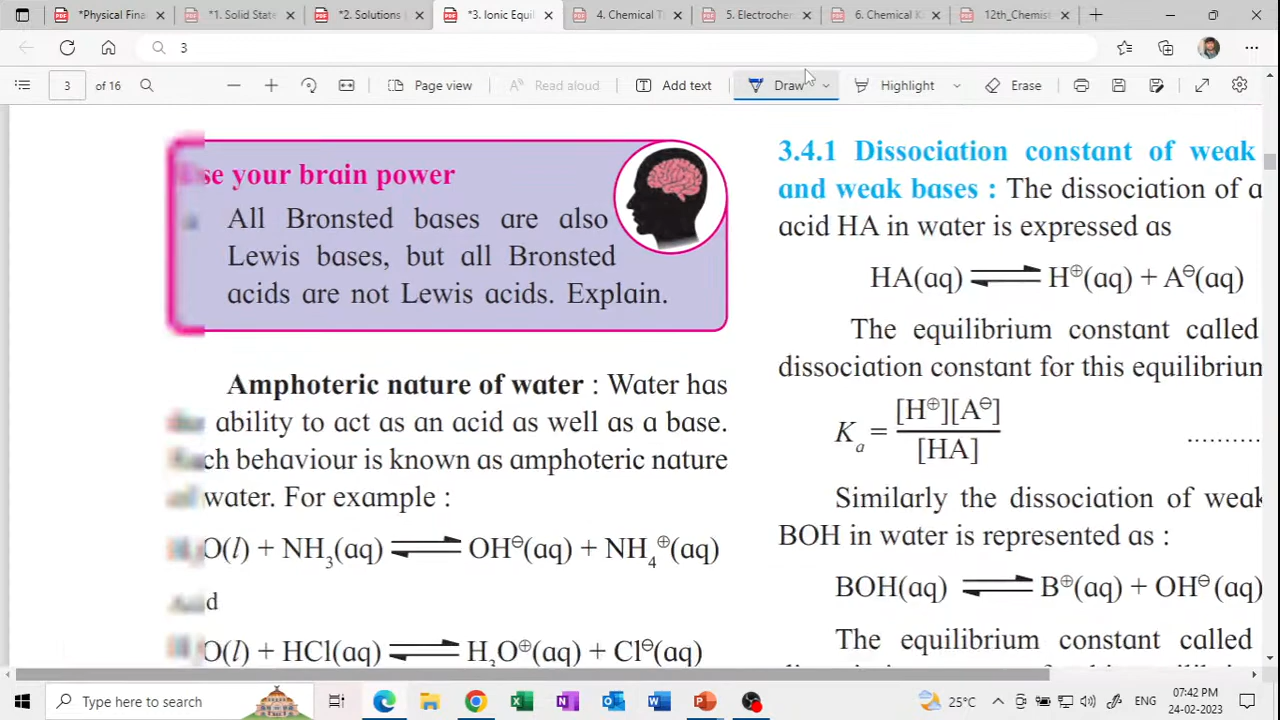 *Physical Fina
*1. Solid State
*2. Solutions (
*3. Ionic Equil
4. Chemical T
5. Electrocher
6. Chemical K
12th_Chemist
3
3 of 16
Page view
Read aloud
Add text
Draw
Highlight
Erase
se your brain power
All Bronsted bases are also
Lewis bases, but all Bronsted
acids are not Lewis acids. Explain.
Amphoteric nature of water : Water has
ability to act as an acid as well as a base.
ch behaviour is known as amphoteric nature
water. For example :
O(l) + NH₃(aq) ⇌ OH⊖(aq) + NH₄⊕(aq)
Acid
O(l) + HCl(aq) ⇌ H₃O⊕(aq) + Cl⊖(aq)
3.4.1 Dissociation constant of weak
and weak bases : The dissociation of a
acid HA in water is expressed as
HA(aq) ⇌ H⊕(aq) + A⊖(aq)
The equilibrium constant called
dissociation constant for this equilibrium
Kₐ = [H⊕][A⊖] / [HA] ..........
Similarly the dissociation of weak
BOH in water is represented as :
BOH(aq) ⇌ B⊕(aq) + OH⊖(aq)
The equilibrium constant called
Type here to search
25°C
ENG
07:42 PM
24-02-2023